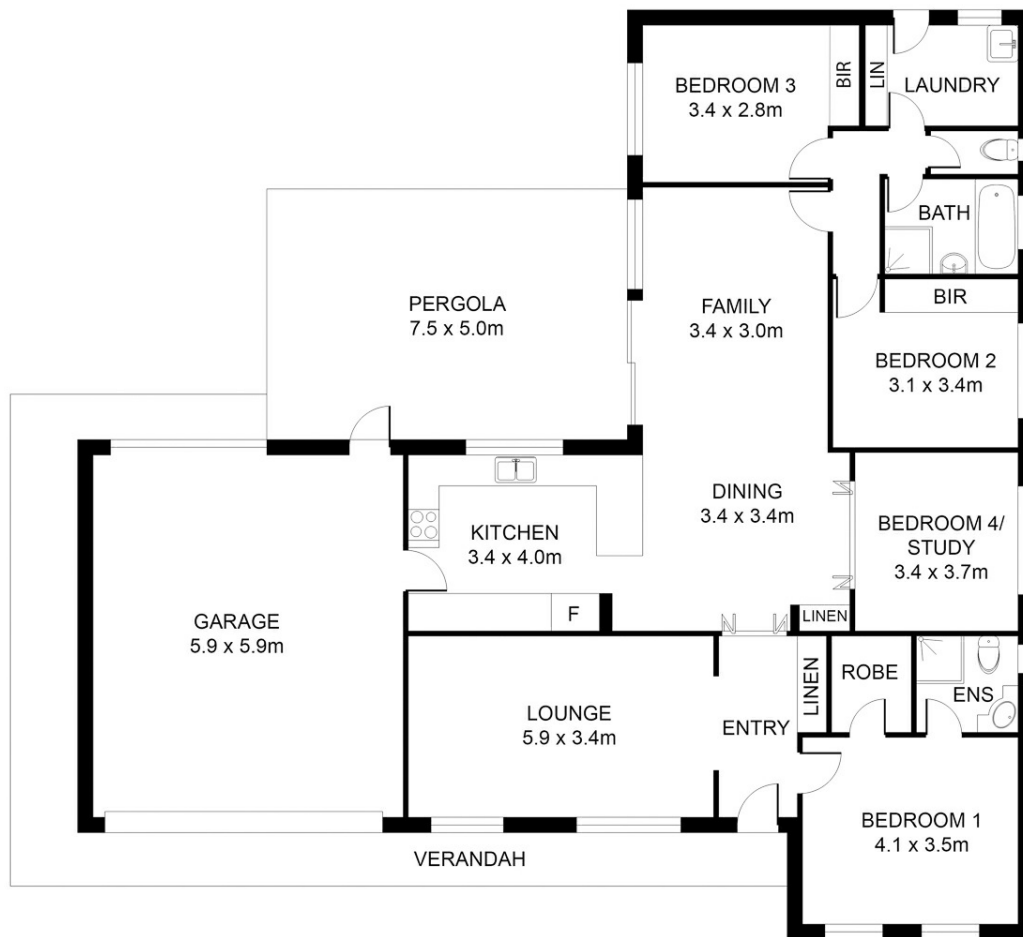 BEDROOM 3
3.4 x 2.8m
BIR
LIN
LAUNDRY
BATH
PERGOLA
7.5 x 5.0m
FAMILY
3.4 x 3.0m
BIR
BEDROOM 2
3.1 x 3.4m
DINING
3.4 x 3.4m
BEDROOM 4/
STUDY
3.4 x 3.7m
KITCHEN
3.4 x 4.0m
F
LINEN
GARAGE
5.9 x 5.9m
LOUNGE
5.9 x 3.4m
ENTRY
LINEN
ROBE
ENS
BEDROOM 1
4.1 x 3.5m
VERANDAH